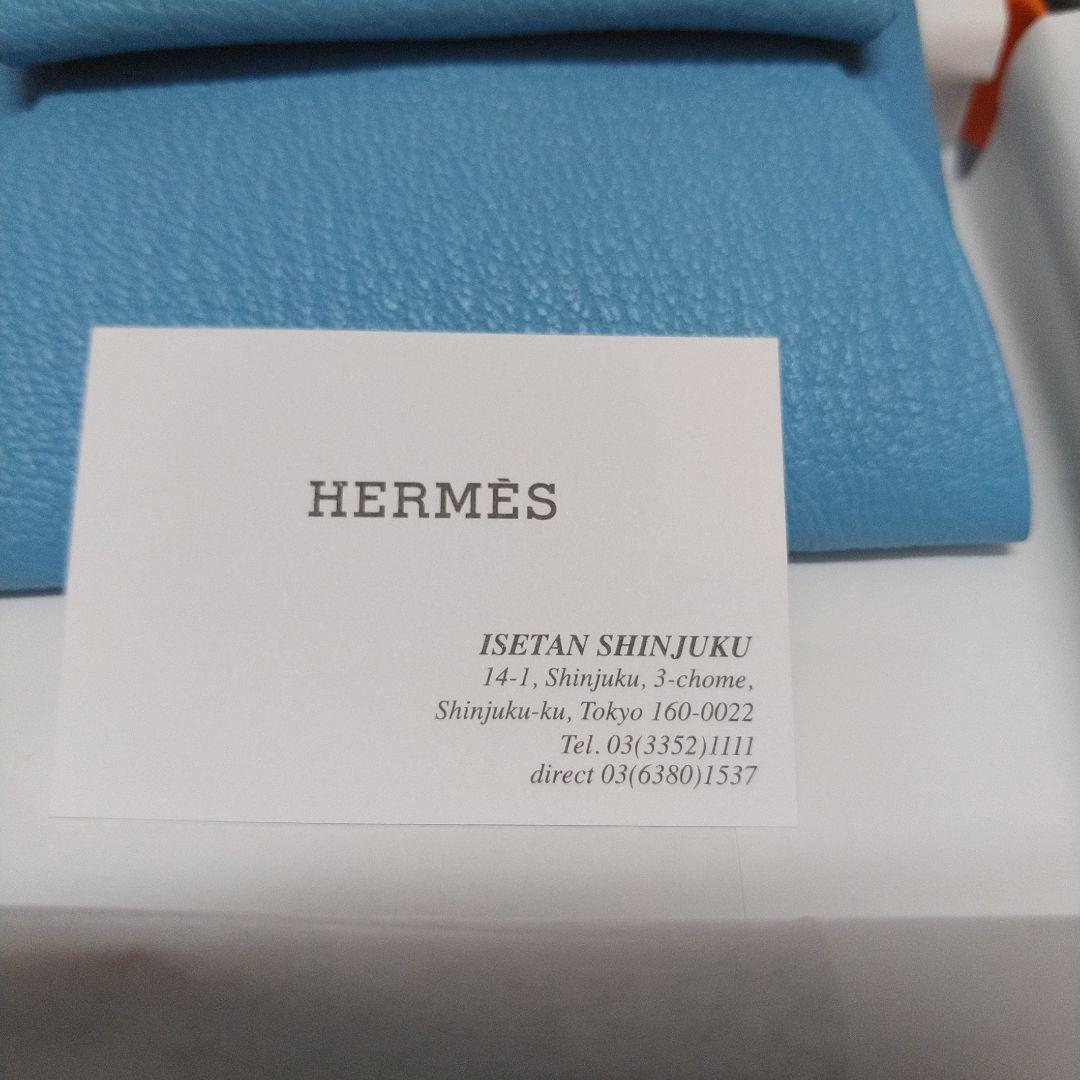 HERMÈS
ISETAN SHINJUKU
14-1, Shinjuku, 3-chome,
Shinjuku-ku, Tokyo 160-0022
Tel. 03(3352)1111
direct 03(6380)1537